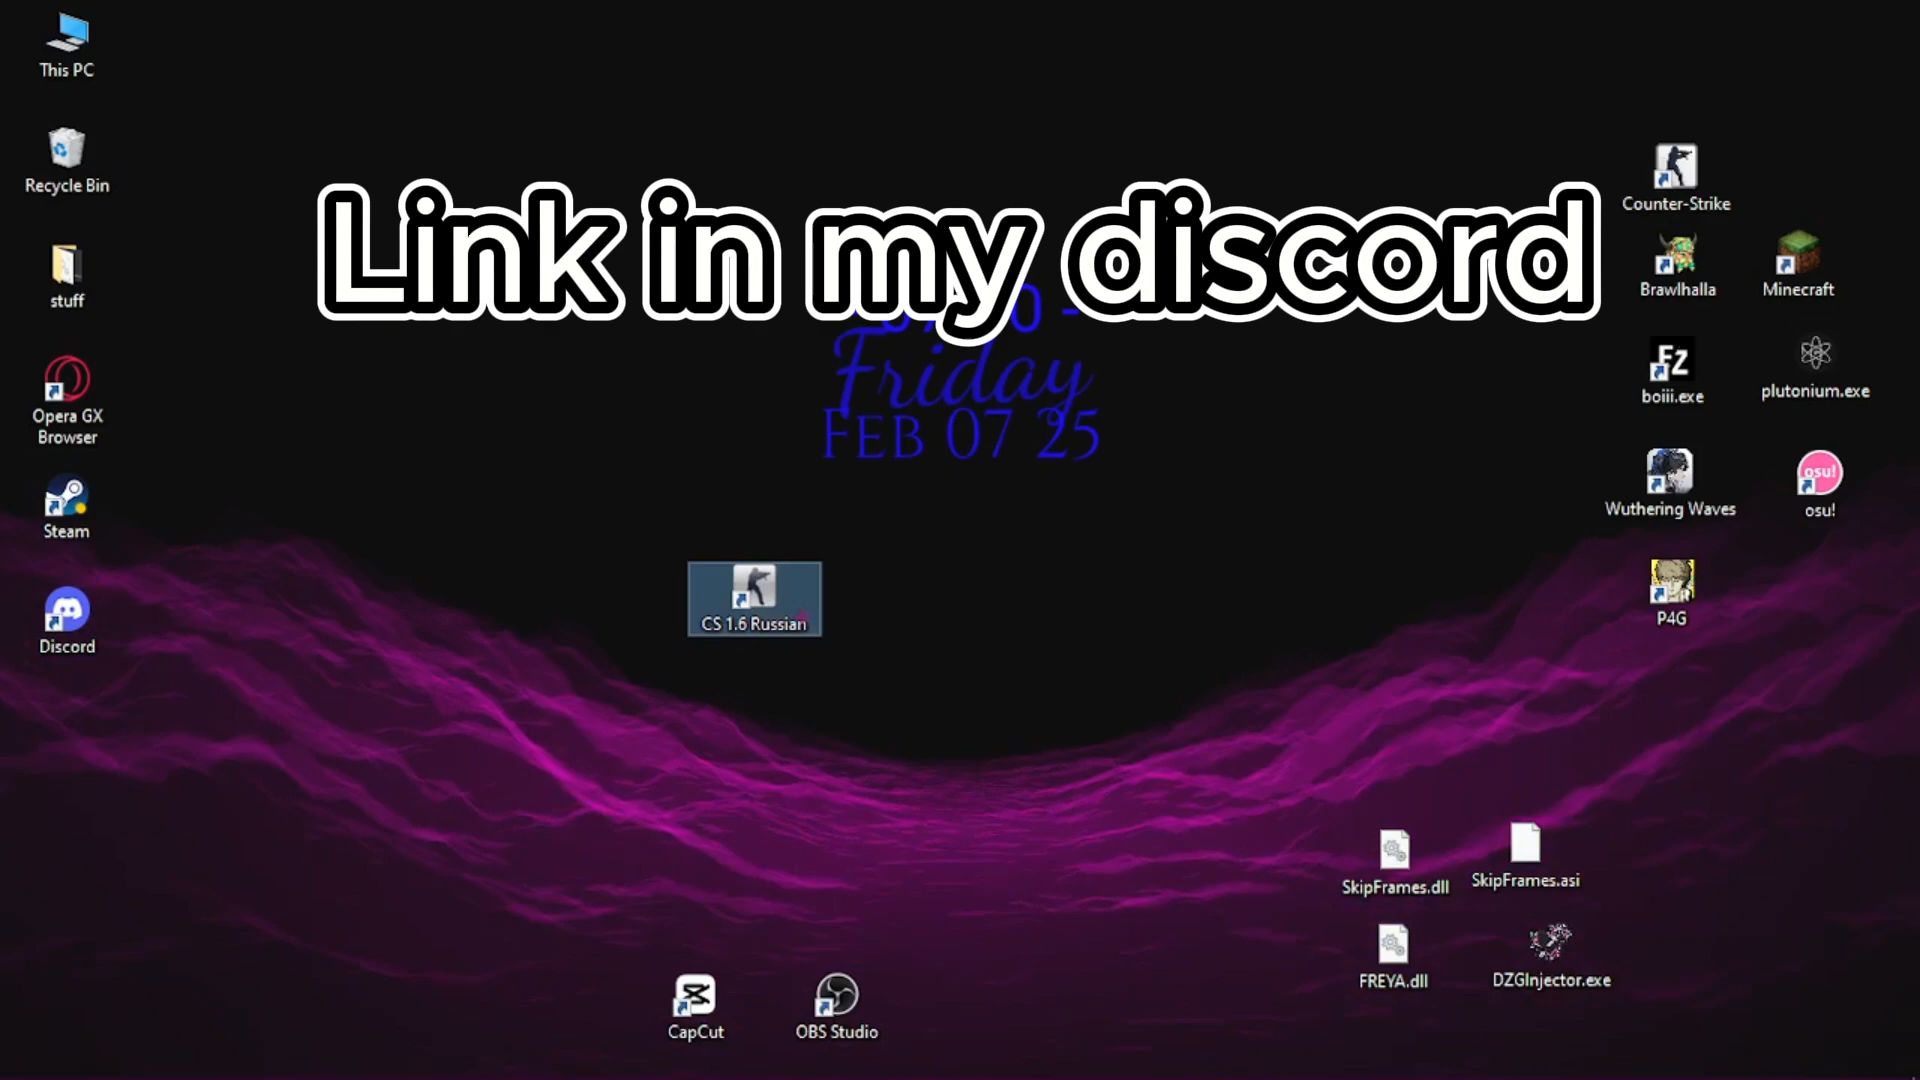 This PC
Recycle Bin
stuff
Opera GX
Browser
Steam
Discord
Link in my discord
Friday
FEB 07 25
CS 1.6 Russian
Counter-Strike
Brawlhalla
Minecraft
Fz
boiii.exe
plutonium.exe
Wuthering Waves
osu!
osu!
P4G
SkipFrames.dll
SkipFrames.asi
FREYA.dll
DZGInjector.exe
CapCut
OBS Studio